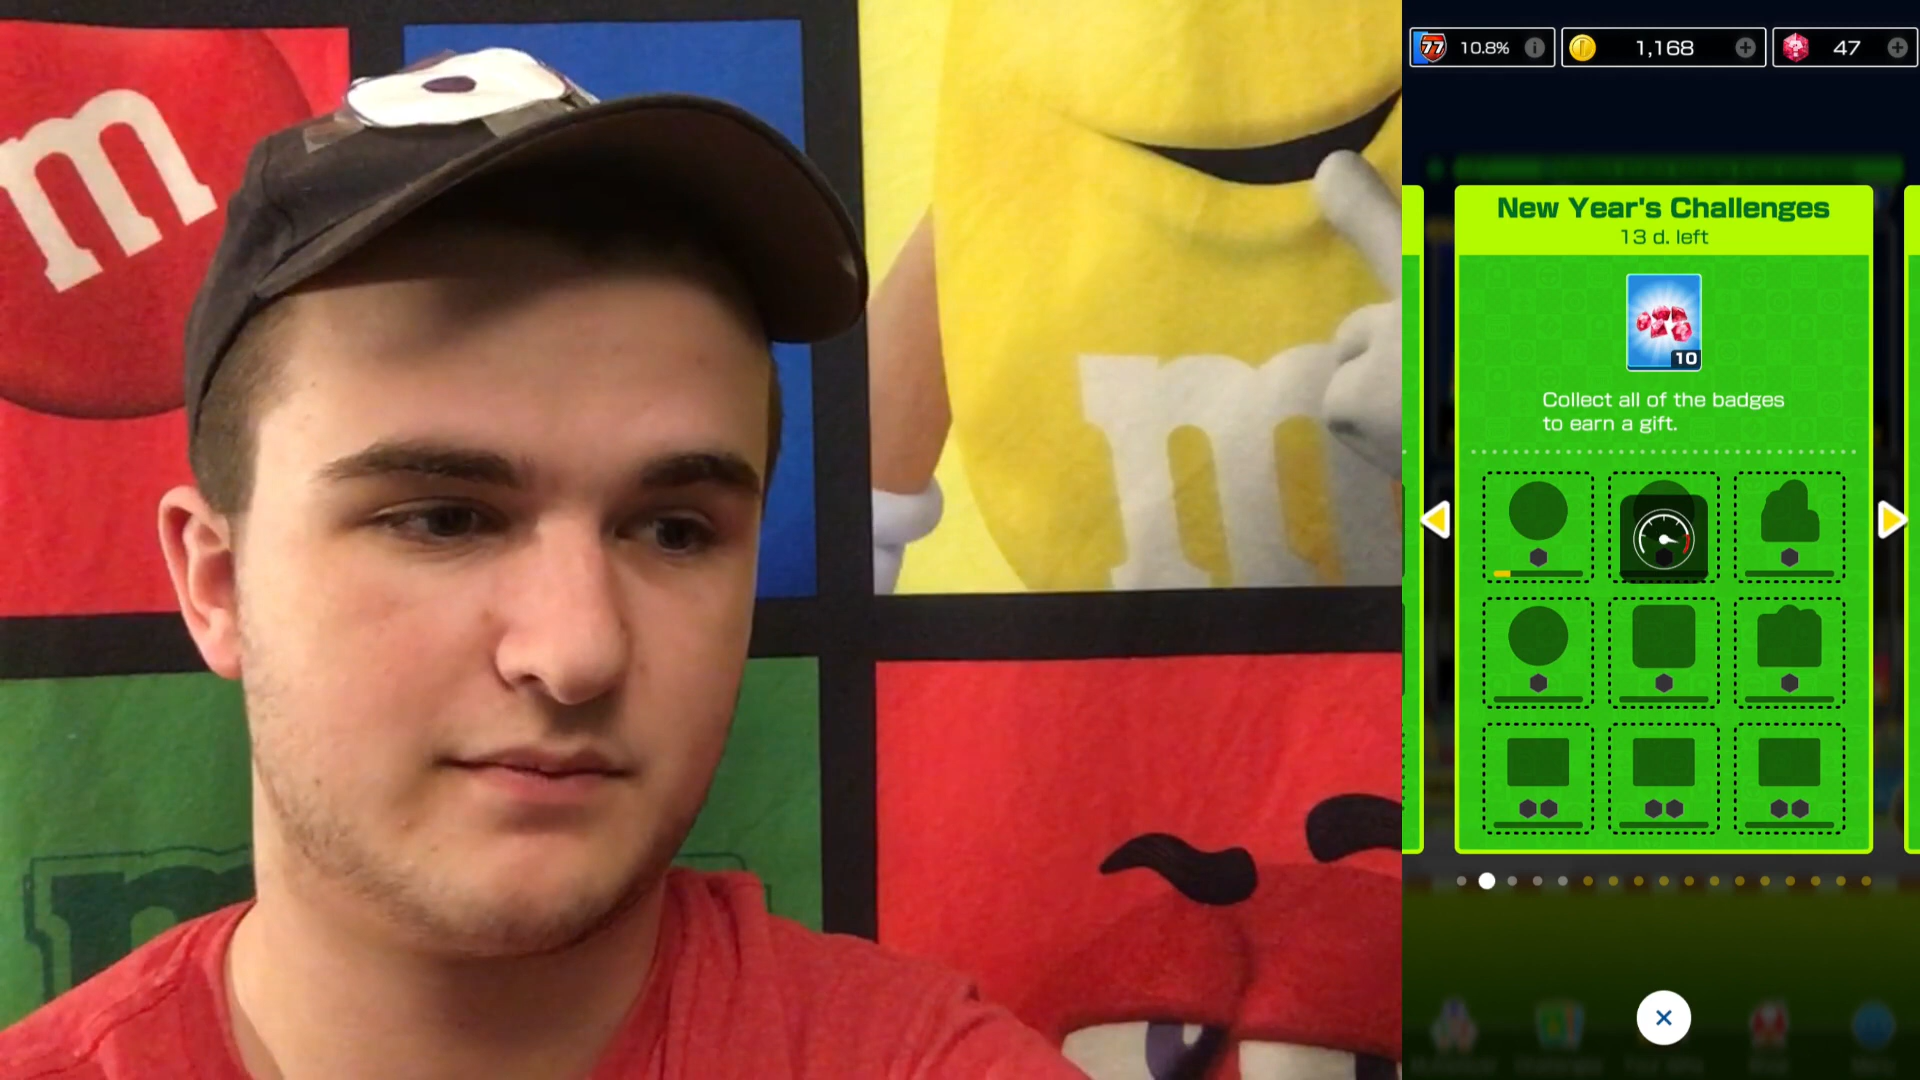 m
m
m
77 10.8% i
1,168 +
47 +
New Year's Challenges
13 d. left
10
Collect all of the badges
to earn a gift.